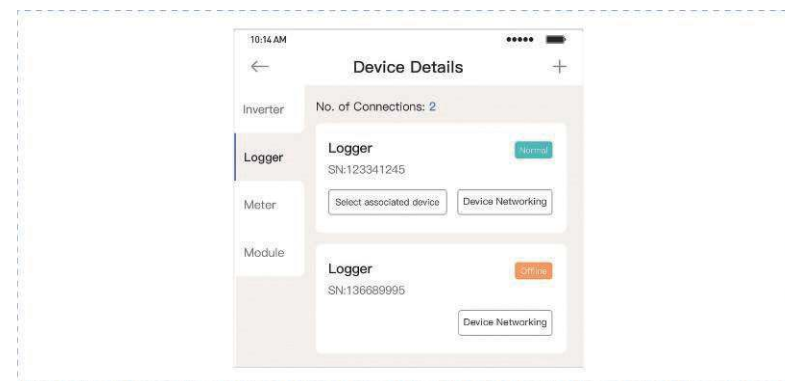 10:14 AM
Device Details
Inverter
No. of Connections: 2
Logger
Logger
Normal
SN:123341245
Meter
Select associated device
Device Networking
Module
Logger
Offline
SN:136689995
Device Networking